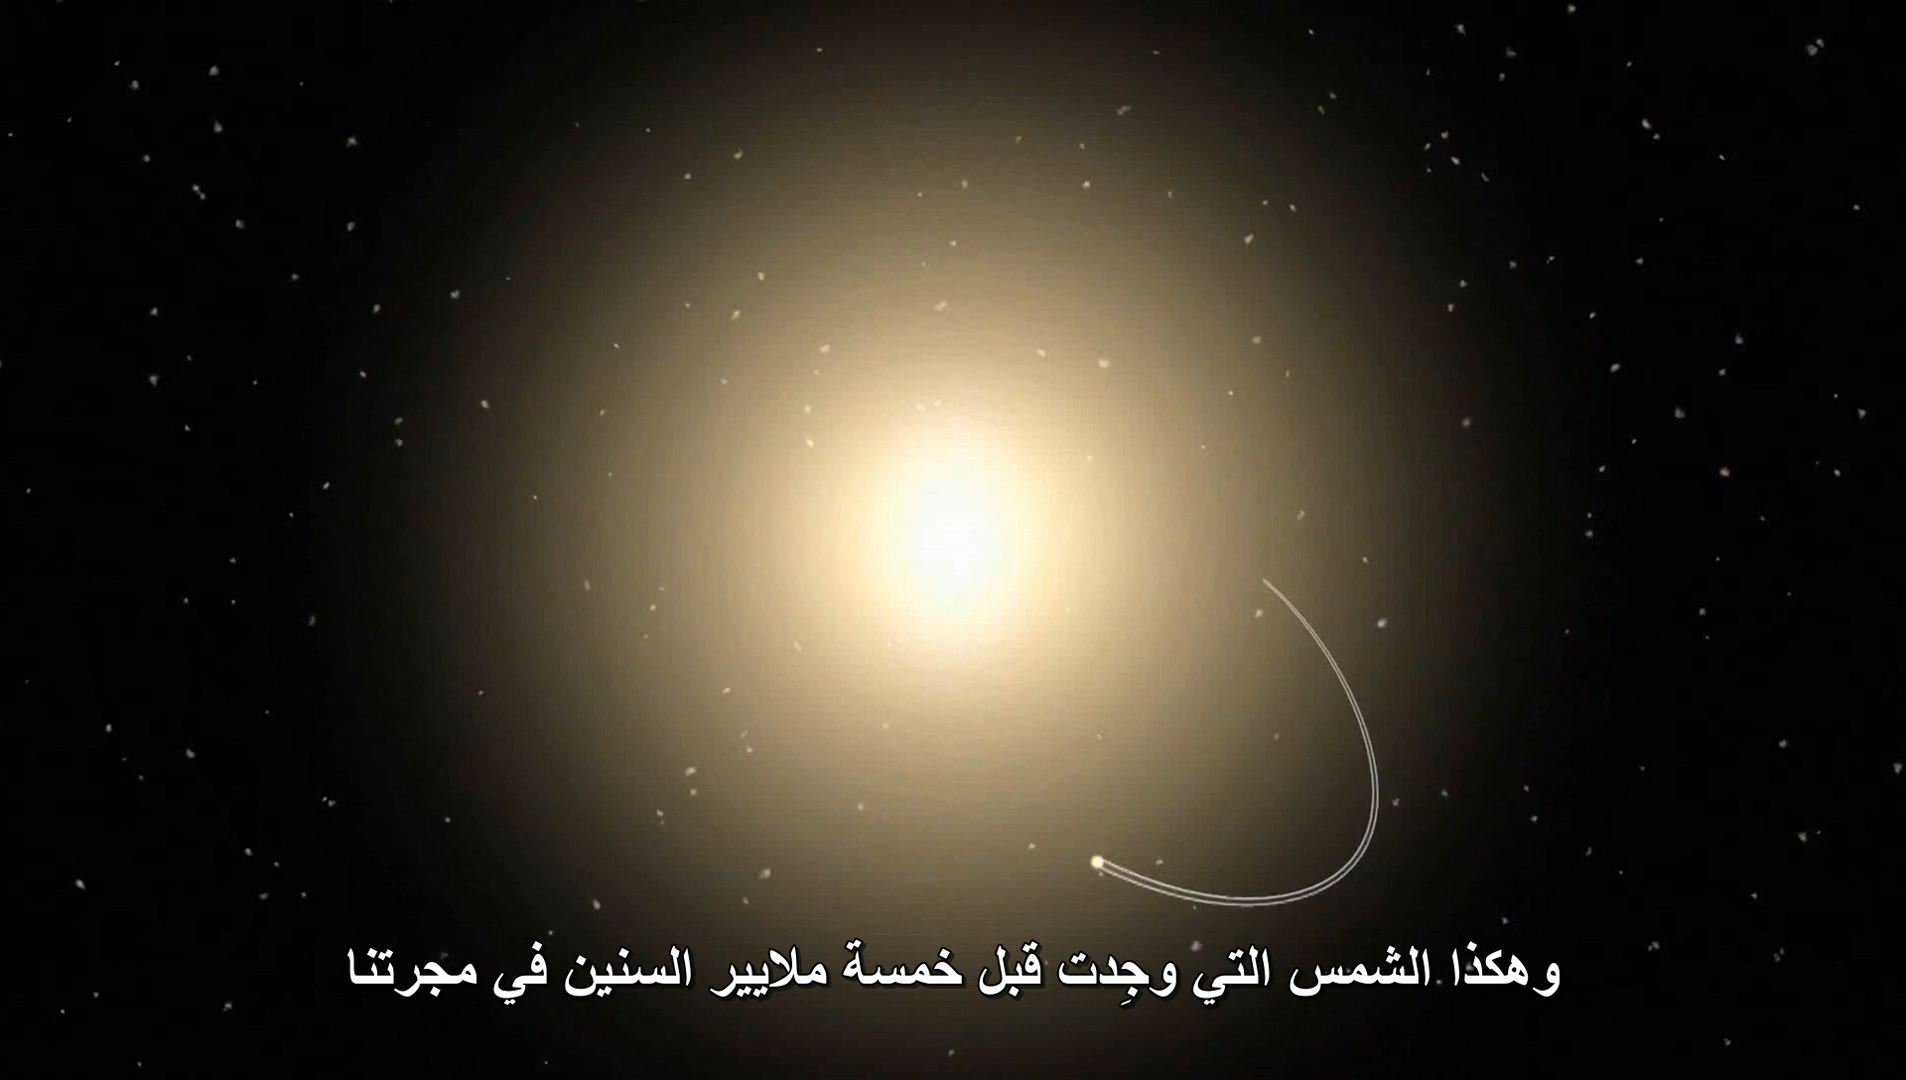 وهكذا الشمس التي وجِدت قبل خمسة ملايير السنين في مجرتنا